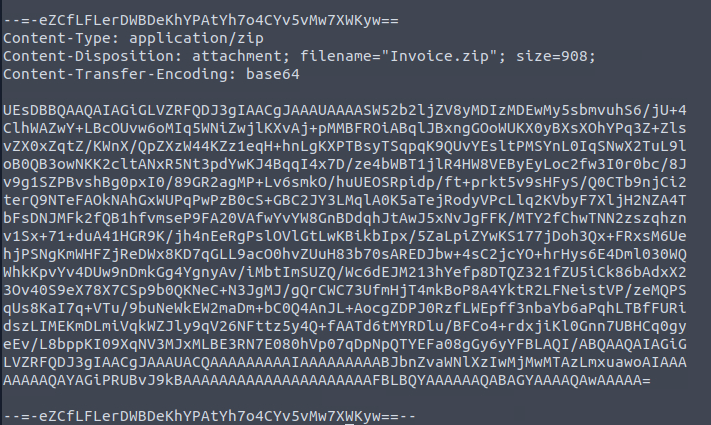 --=-eZCfLFLerDWBDeKhYPAtYh7o4CYv5vMw7XWKyw==
Content-Type: application/zip
Content-Disposition: attachment; filename="Invoice.zip"; size=908;
Content-Transfer-Encoding: base64

UEsDBBQAAQAIAGiGLVZRFQDJ3gIAACgJAAAUAAAASW52b2ljZV8yMDIzMDEwMy5sbmvuhS6/jU+4
ClhWAZwY+LBcOUvw6oMIq5WNiZwjlKXvAj+pMMBFROiABqlJBxngGOoWUKX0yBXsXOhYPq3Z+Zls
vZX0xZqtZ/KWnX/QpZXzW44KZz1eqH+hnLgKXPTBsyTSqpqK9QUvYEsltPMSYnL0IqSNwX2TuL9l
oB0QB3owNKK2cltANxR5Nt3pdYwKJ4BqqI4x7D/ze4bWBT1jlR4HW8VEByEyLoc2fw3I0r0bc/8J
v9g1SZPBvshBg0pxI0/89GR2agMP+Lv6smkO/huUEOSRpidp/ft+prkt5v9sHFyS/Q0CTb9njCi2
terQ9NTeFAOkNAhGxWUPqPwPzB0cS+GBC2JY3LMqlA0K5aTejRodyVPcLlq2KVbyF7XljH2NZA4T
bFsDNJMFk2fQB1hfvmseP9FA20VAfwYvYW8GnBDdqhJtAwJ5xNvJgFFK/MTY2fChwTNN2zszqhzn
v1Sx+71+duA41HGR9K/jh4nEeRgPslOVlGtLwKBikbIpx/5ZaLpiZYwKS177jDoh3Qx+FRxsM6Ue
hjPSNgKmWHFZjReDWx8KD7qGLL9acO0hvZUuH83b70sAREDJbw+4sC2jcYO+hrHys6E4Dml030WQ
WhkKpvYv4DUw9nDmkGg4YgnyAv/iMbtImSUZQ/Wc6dEJM213hYefp8DTQZ321fZU5iCk86bAdxX2
3Ov40S9eX78X7CSp9b0QKNeC+N3JgMJ/gQrCWC73UfmHjT4mkBoP8A4YktR2LFNeistVP/zeMQPS
qUs8KaI7q+VTu/9buNeWkEW2maDm+bC0Q4AnJL+AocgZDPJ0RzfLWEpff3nbaYb6aPqhLTBfFURi
dszLIMEKmDLmiVqkWZJly9qV26NFttz5y4Q+fAATd6tMYRDlu/BFCo4+rdxjiKl0Gnn7UBHCq0gy
eEv/L8bppKI09XqNV3MJxMLBE3RN7E080hVp07qDpNpQTYEFa08gGy6yYFBLAQI/ABQAAQAIAGiG
LVZRFQDJ3gIAACgJAAAUACQAAAAAAAAAIAAAAAAAAABJbnZvaWNlXzIwMjMwMTAzLmxuawoAIAAA
AAAAAQAYAGiPRUBvJ9kBAAAAAAAAAAAAAAAAAAAAAFBLBQYAAAAAAQABAGYAAAAQAwAAAAA=

--=-eZCfLFLerDWBDeKhYPAtYh7o4CYv5vMw7XWKyw==--